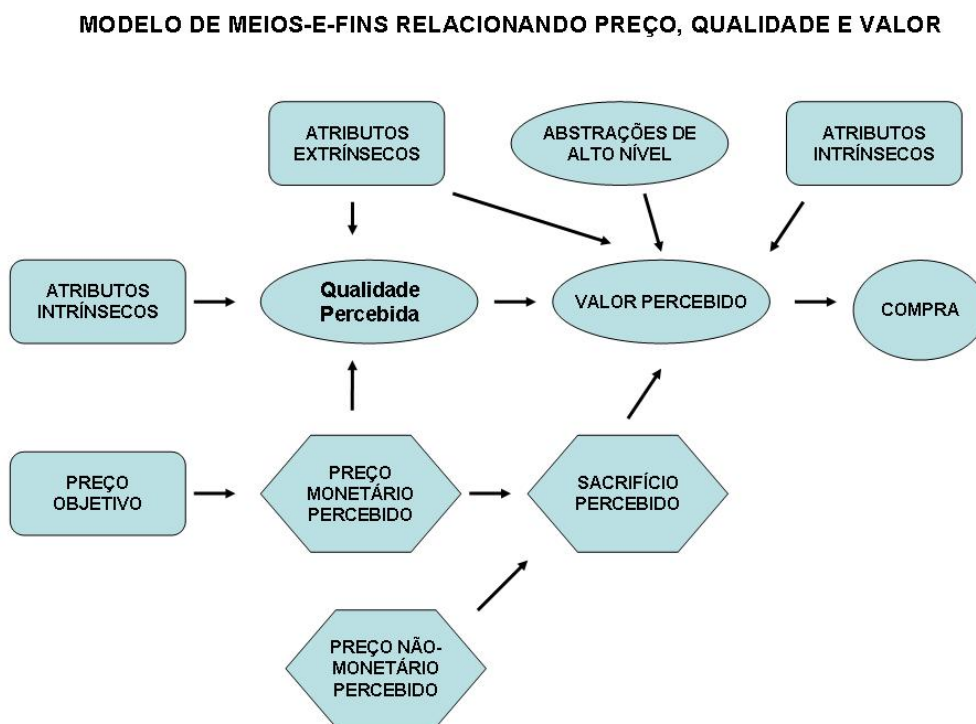 MODELO DE MEIOS-E-FINS RELACIONANDO PREÇO, QUALIDADE E VALOR
ATRIBUTOS
EXTRÍNSECOS
ABSTRAÇÕES DE
ALTO NÍVEL
ATRIBUTOS
INTRÍNSECOS
ATRIBUTOS
INTRÍNSECOS
Qualidade
Percebida
VALOR PERCEBIDO
COMPRA
PREÇO
OBJETIVO
PREÇO
MONETÁRIO
PERCEBIDO
SACRIFÍCIO
PERCEBIDO
PREÇO NÃO-
MONETÁRIO
PERCEBIDO